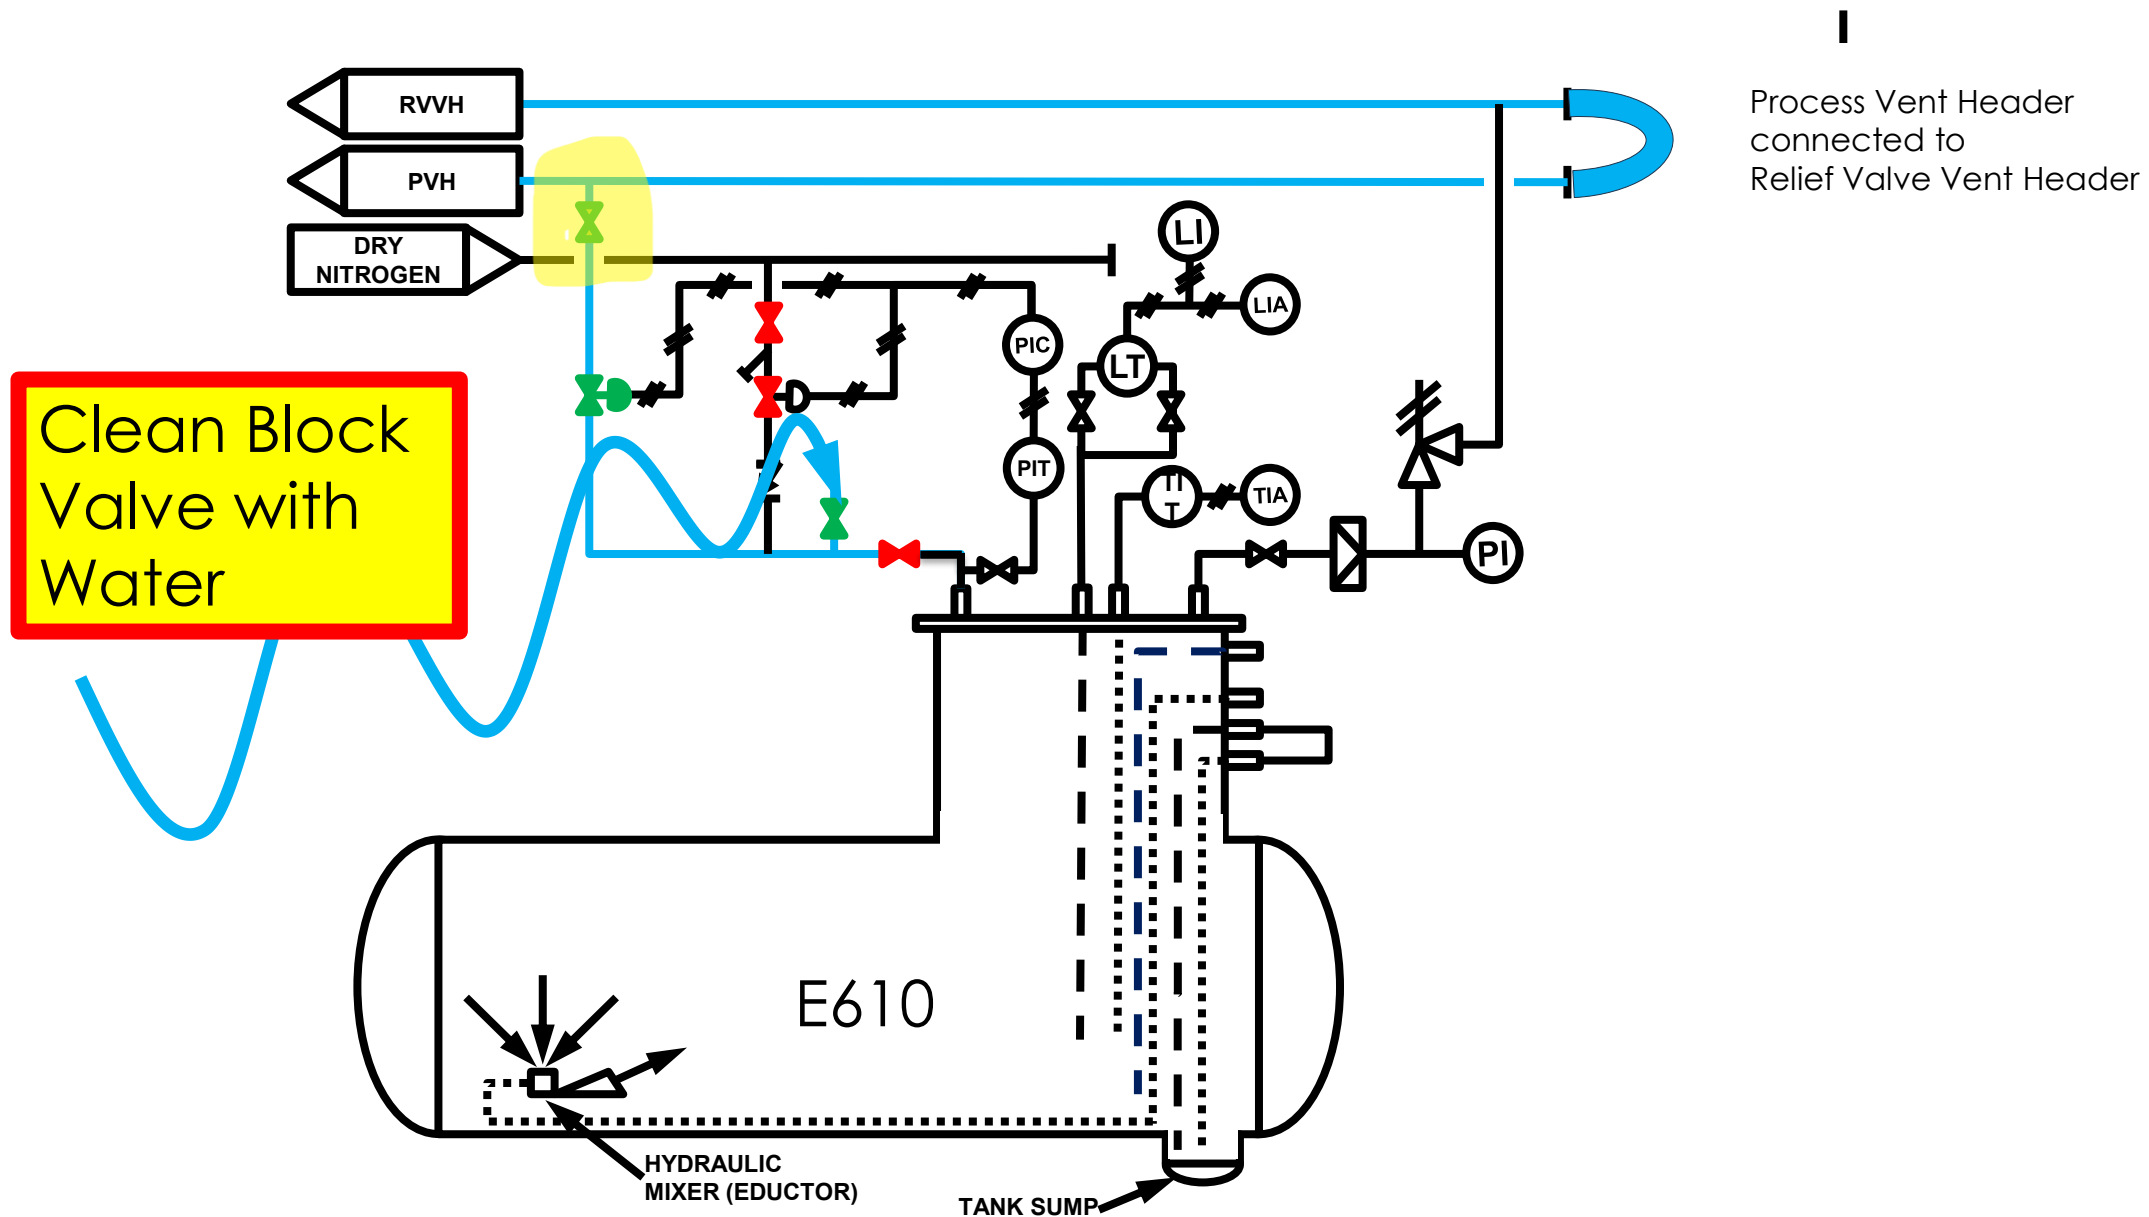 I
Process Vent Header
connected to
Relief Valve Vent Header
RVVH
PVH
DRY
NITROGEN
LI
LIA
PIC
LT
Clean Block
Valve with
Water
PIT
TI
T
TIA
PI
E610
HYDRAULIC
MIXER (EDUCTOR)
TANK SUMP